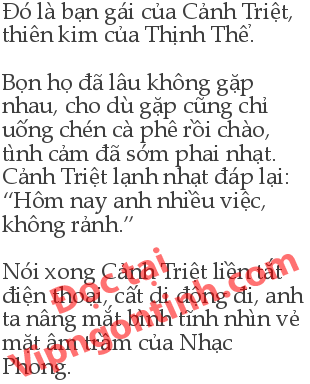 Đó là bạn gái của Cảnh Triệt,
thiên kim của Thịnh Thể.
Bọn họ đã lâu không gặp
nhau, cho dù gặp cũng chỉ
uống chén cà phê rồi chào,
tình cảm đã sớm phai nhạt.
Cảnh Triệt lạnh nhạt đáp lại:
“Hôm nay anh nhiều việc,
không rảnh.”
Nói xong Cảnh Triệt liền tắt
điện thoại, cất di động đi, anh
ta nâng mắt bình tĩnh nhìn vẻ
mặt âm trầm của Nhạc
Phong.
Đọc tại
Vipngontinh.com